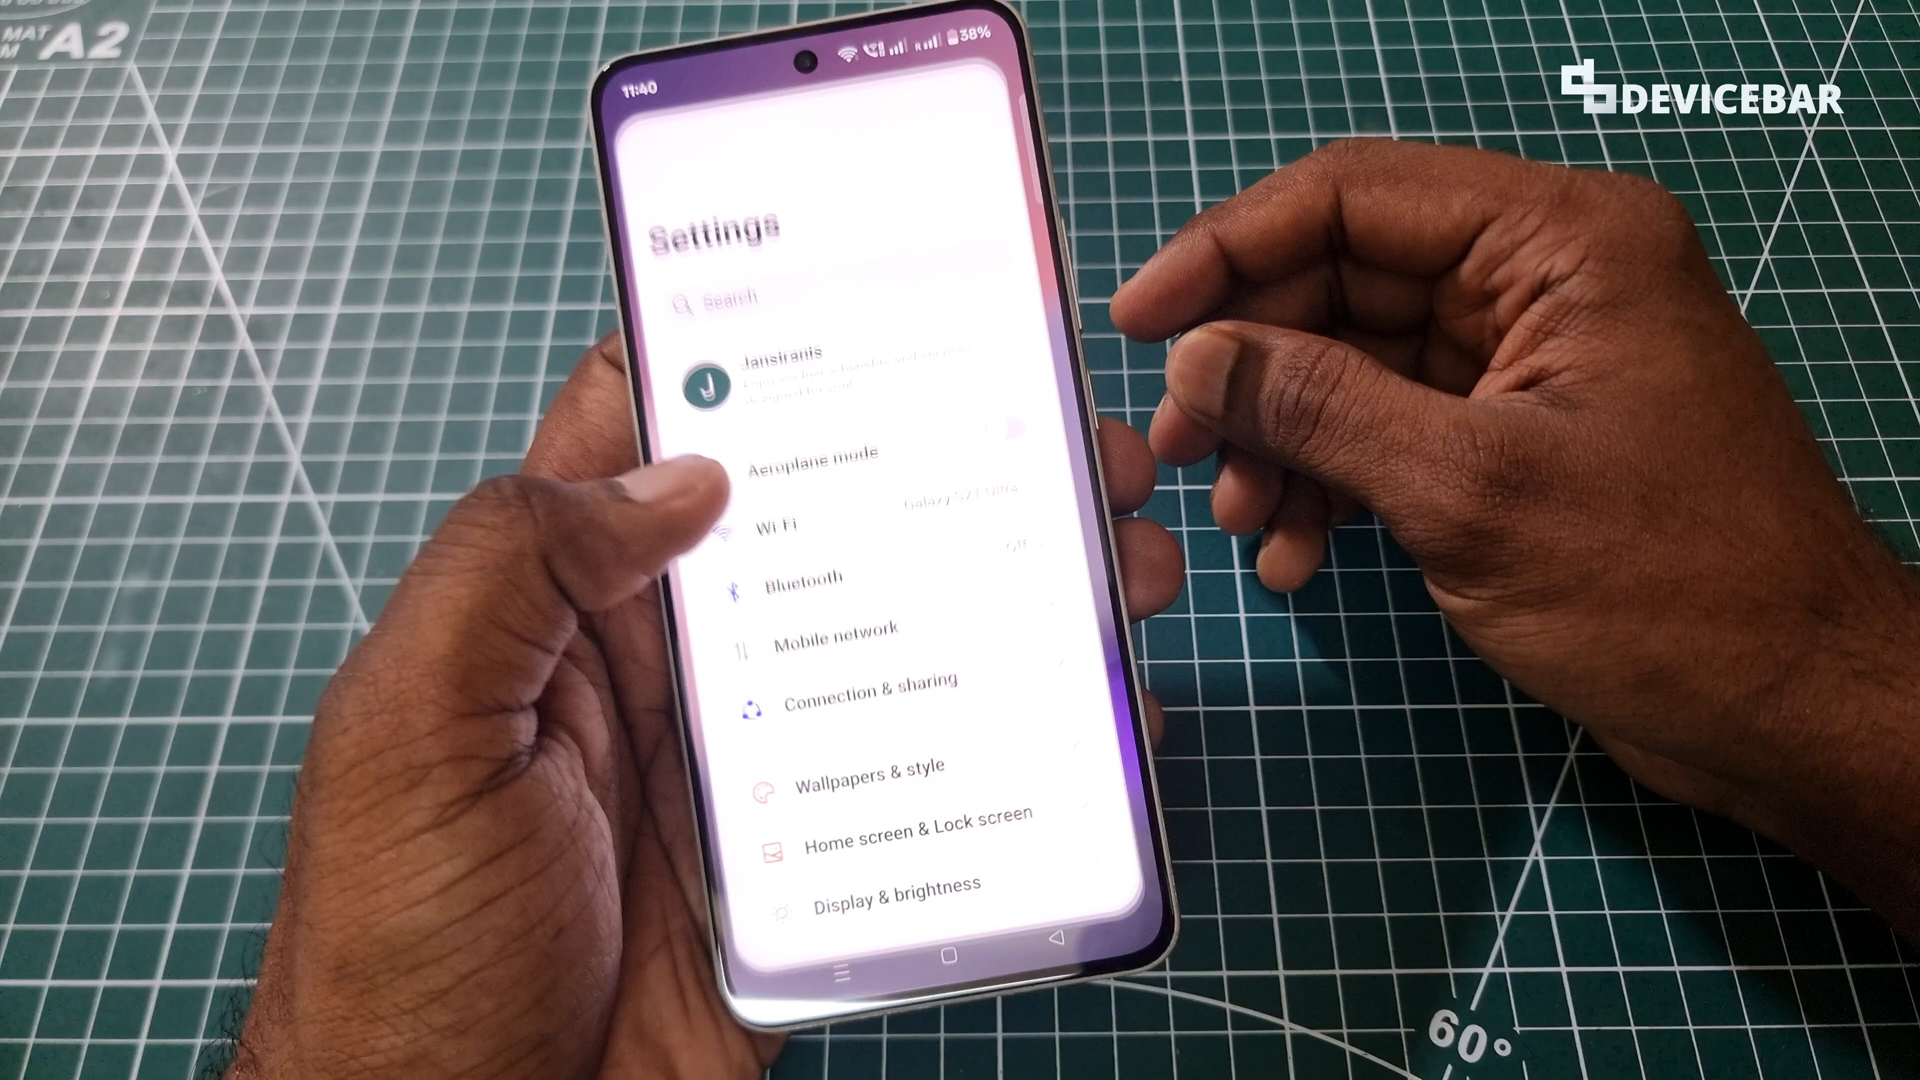 MAT
A2
DEVICEBAR
11:40
38%
Settings
Search
Aeroplane mode
Wi-Fi
Bluetooth
Off
Mobile network
Connection & sharing
Wallpapers & style
Home screen & Lock screen
Display & brightness
60°